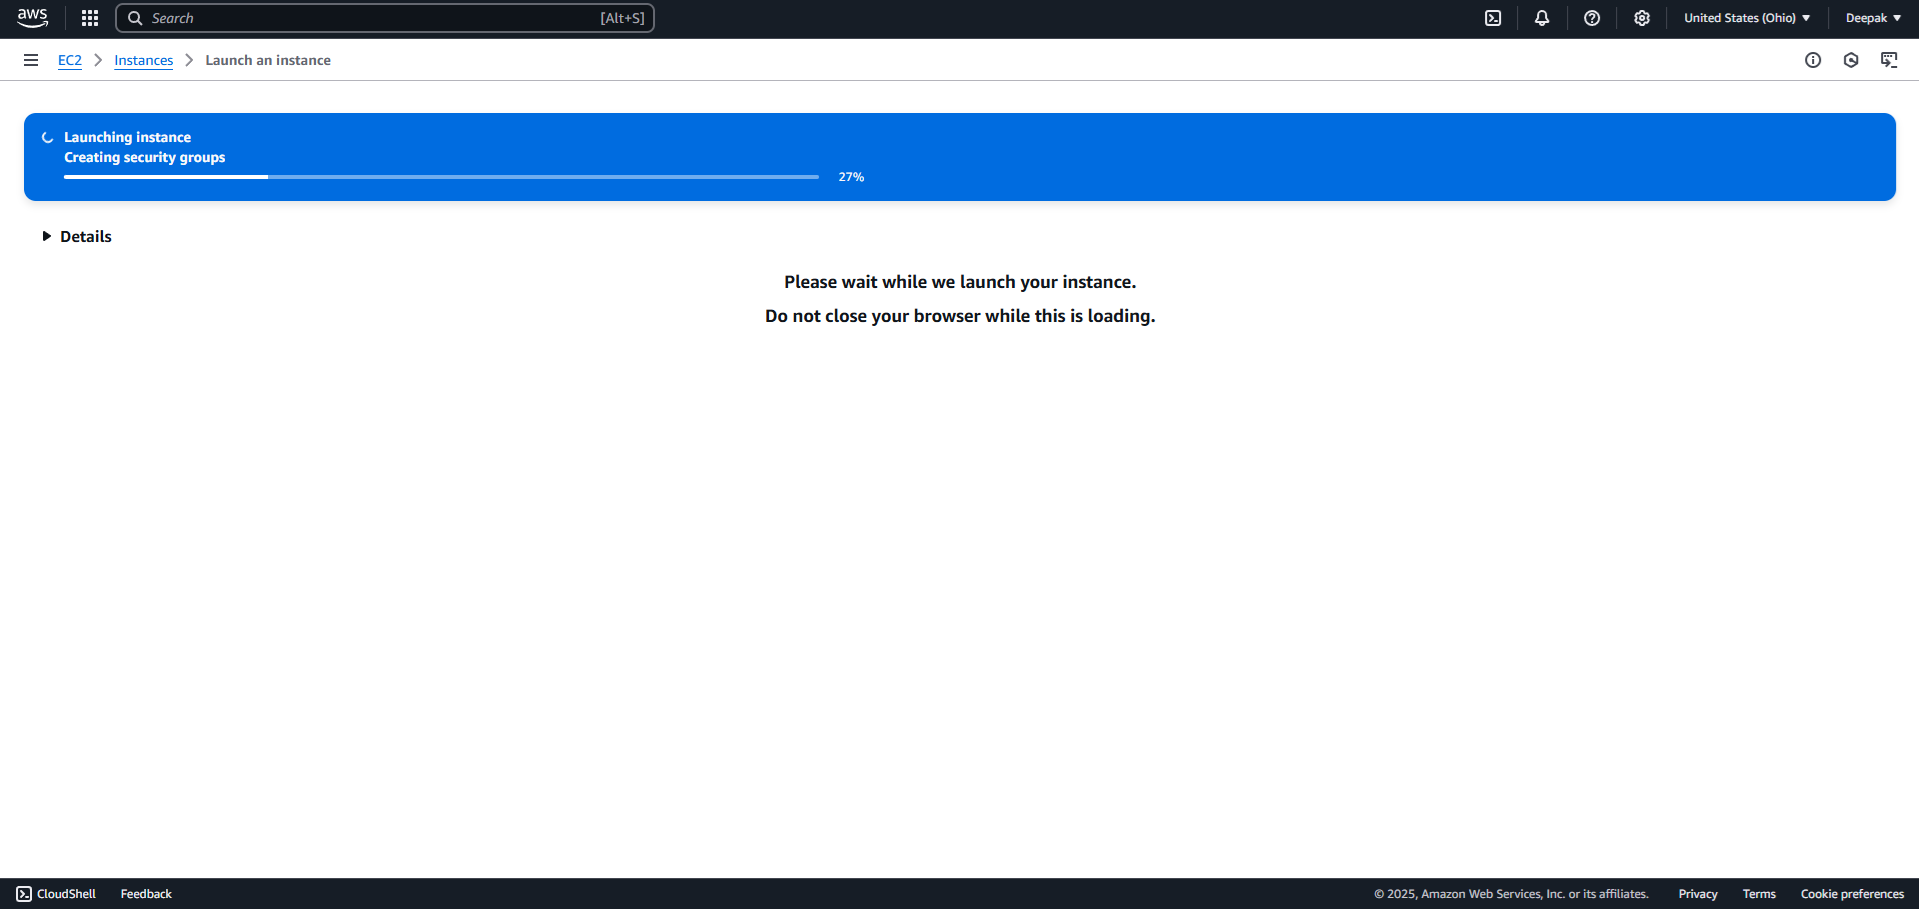 aws Search [Alt+S] United States (Ohio) Deepak
EC2 Instances Launch an instance
Launching instance
Creating security groups
27%
Details
Please wait while we launch your instance.
Do not close your browser while this is loading.
CloudShell Feedback © 2025, Amazon Web Services, Inc. or its affiliates. Privacy Terms Cookie preferences